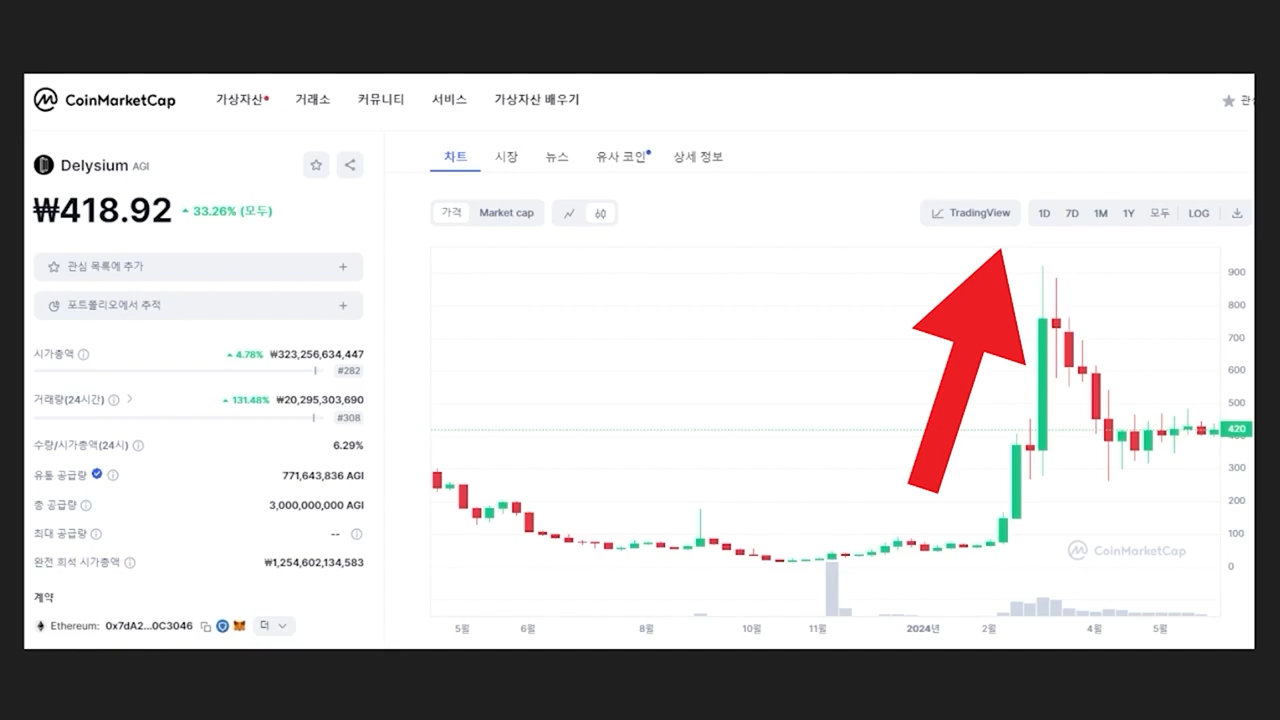 CoinMarketCap 가상자산 거래소 커뮤니티 서비스 가상자산 배우기
Delysium AGI
₩418.92 33.26% (모두)
관심 목록에 추가 +
포트폴리오에서 추적 +
시가총액 4.78% ₩323,256,634,447
#282
거래량(24시간) 131.48% ₩20,295,303,690
#308
수량/시가총액(24시) 6.29%
유통 공급량 771,643,836 AGI
총 공급량 3,000,000,000 AGI
최대 공급량 --
완전 희석 시가총액 ₩1,254,602,134,583
계약
Ethereum: 0x7dA2...0C3046 더
차트 시장 뉴스 유사 코인 상세 정보
가격 Market cap TradingView 1D 7D 1M 1Y 모두 LOG
900
800
700
600
500
420
300
200
100
0
CoinMarketCap
5월 6월 8월 10월 11월 2024년 2월 4월 5월